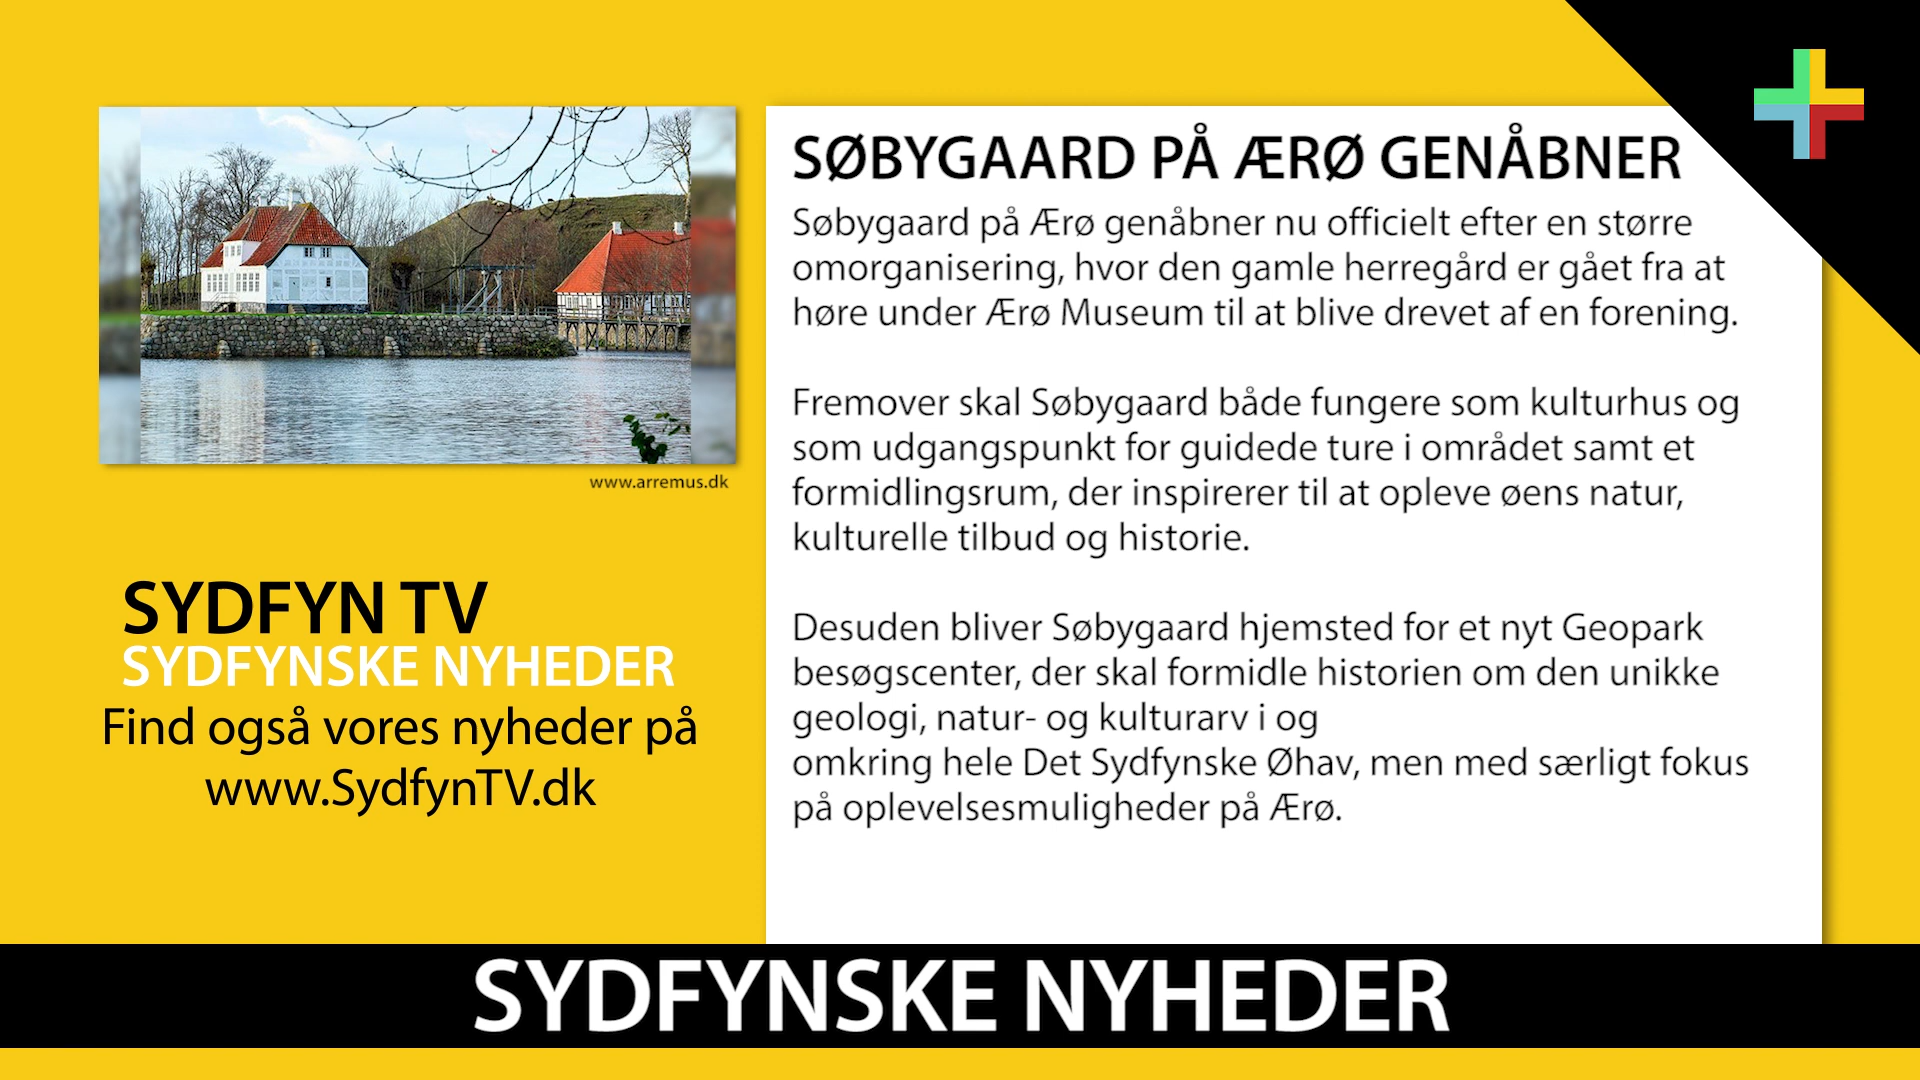 SØBYGAARD PÅ ÆRØ GENÅBNER
Søbygaard på Ærø genåbner nu officielt efter en større
omorganisering, hvor den gamle herregård er gået fra at
høre under Ærø Museum til at blive drevet af en forening.
Fremover skal Søbygaard både fungere som kulturhus og
som udgangspunkt for guidede ture i området samt et
formidlingsrum, der inspirerer til at opleve øens natur,
kulturelle tilbud og historie.
Desuden bliver Søbygaard hjemsted for et nyt Geopark
besøgscenter, der skal formidle historien om den unikke
geologi, natur- og kulturarv i og
omkring hele Det Sydfynske Øhav, men med særligt fokus
på oplevelsesmuligheder på Ærø.
www.arremus.dk
SYDFYN TV
SYDFYNSKE NYHEDER
Find også vores nyheder på
www.SydfynTV.dk
SYDFYNSKE NYHEDER